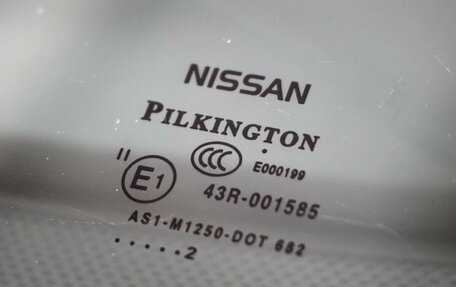 NISSAN
PILKINGTON
CCC E000199
II E1 43R-001585
AS1-M1250-DOT 682
.....2